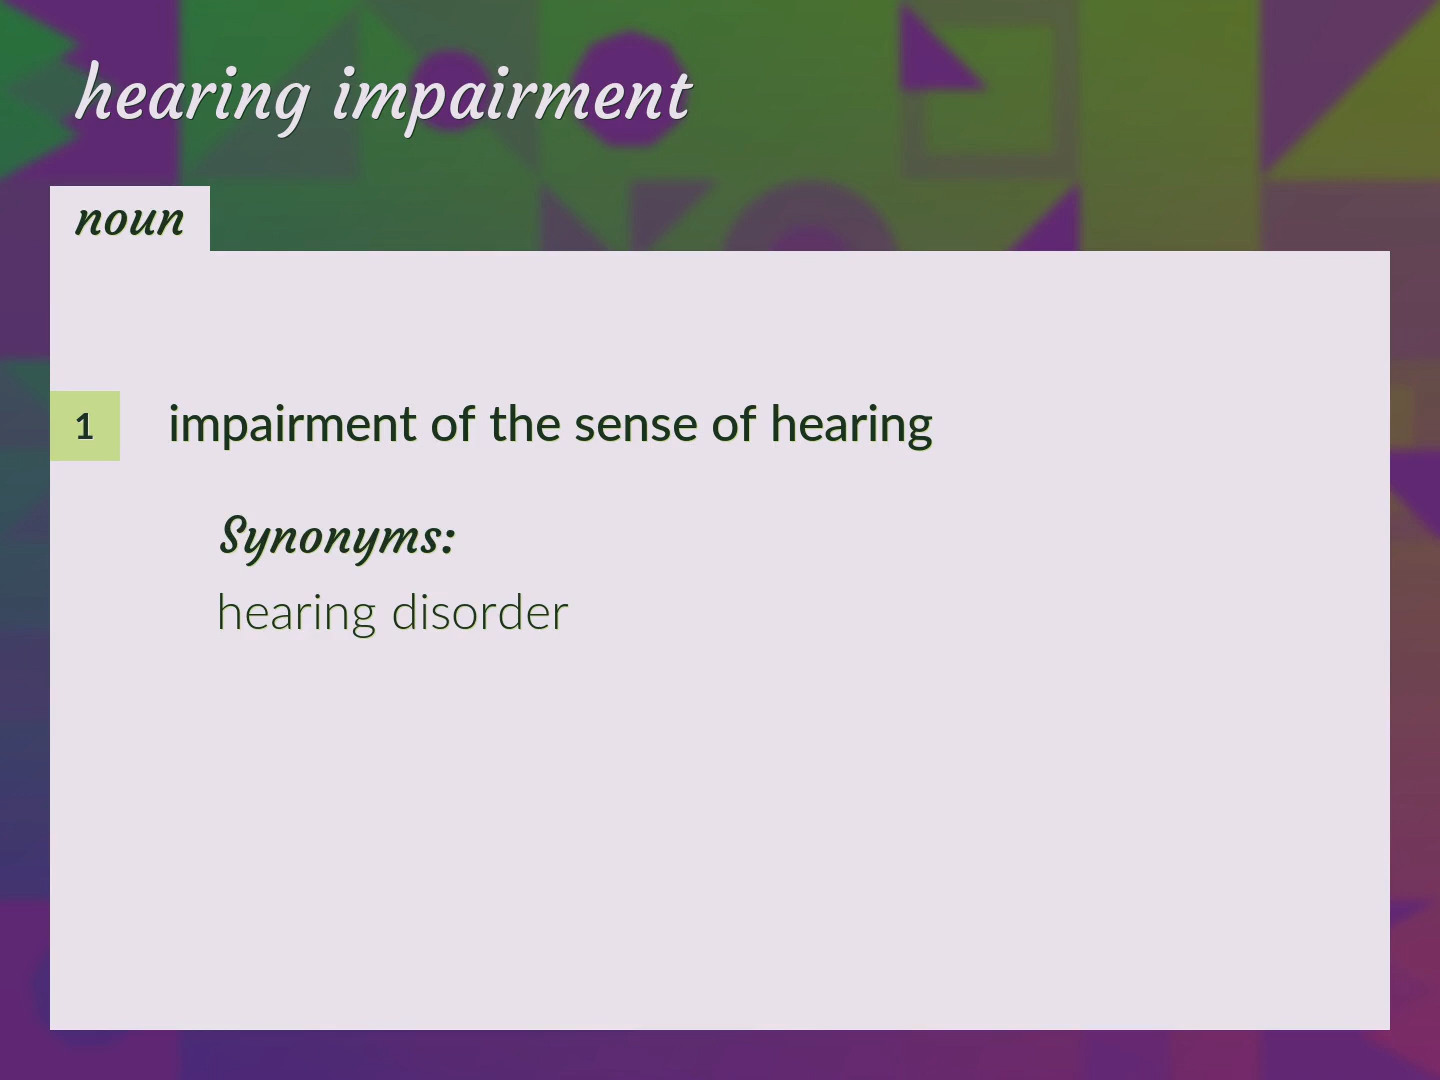 hearing impairment
noun
1 impairment of the sense of hearing
Synonyms:
hearing disorder